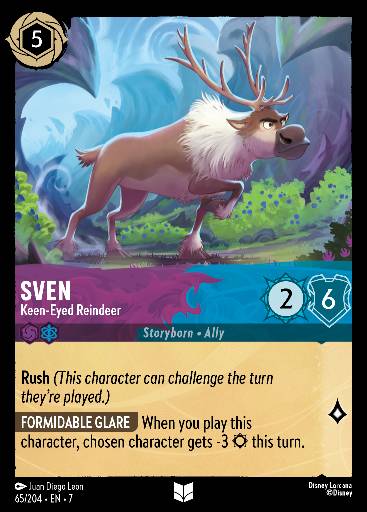 5
SVEN
Keen-Eyed Reindeer
2 6
Storyborn • Ally
Rush (This character can challenge the turn
they're played.)
FORMIDABLE GLARE When you play this
character, chosen character gets -3 this turn.
Juan Diego Leon
65/204 • EN • 7
Disney Lorcana
©Disney